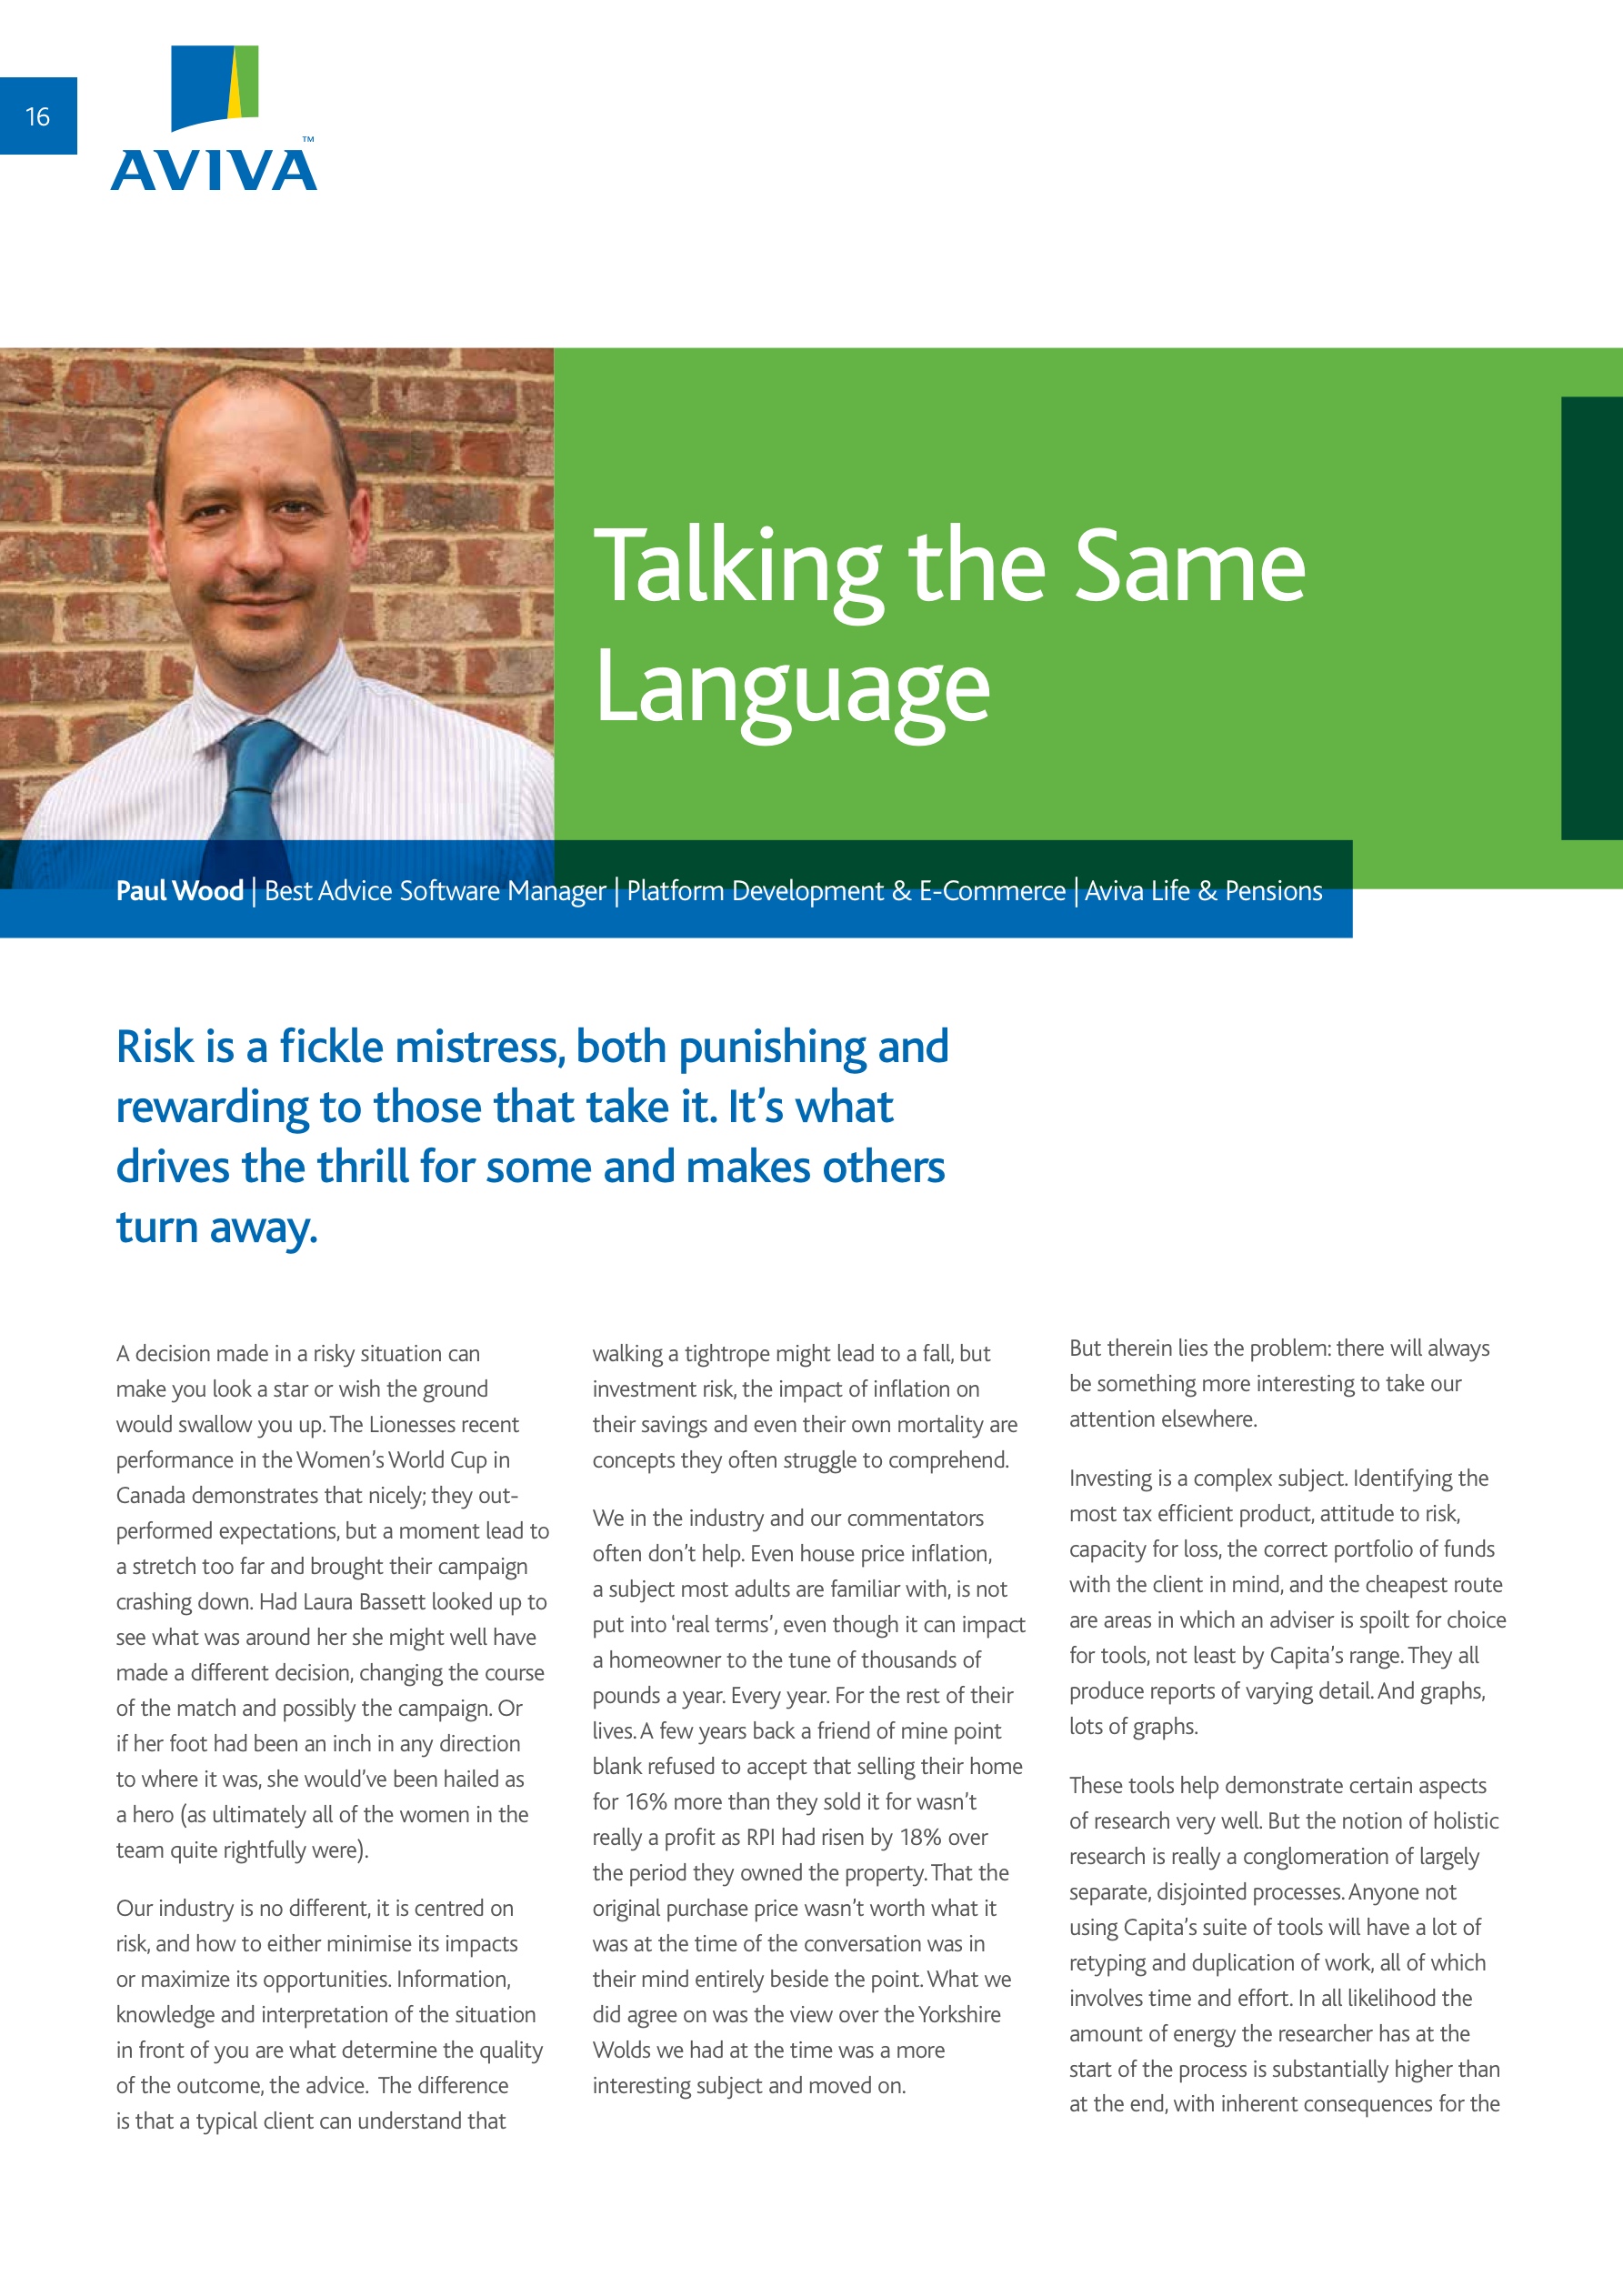 16
AVIVA
TM
Talking the Same
Language
Paul Wood | Best Advice Software Manager | Platform Development & E-Commerce | Aviva Life & Pensions
Risk is a fickle mistress, both punishing and
rewarding to those that take it. It’s what
drives the thrill for some and makes others
turn away.
A decision made in a risky situation can
make you look a star or wish the ground
would swallow you up. The Lionesses recent
performance in the Women’s World Cup in
Canada demonstrates that nicely; they out-
performed expectations, but a moment lead to
a stretch too far and brought their campaign
crashing down. Had Laura Bassett looked up to
see what was around her she might well have
made a different decision, changing the course
of the match and possibly the campaign. Or
if her foot had been an inch in any direction
to where it was, she would’ve been hailed as
a hero (as ultimately all of the women in the
team quite rightfully were).
Our industry is no different, it is centred on
risk, and how to either minimise its impacts
or maximize its opportunities. Information,
knowledge and interpretation of the situation
in front of you are what determine the quality
of the outcome, the advice.  The difference
is that a typical client can understand that
walking a tightrope might lead to a fall, but
investment risk, the impact of inflation on
their savings and even their own mortality are
concepts they often struggle to comprehend.
We in the industry and our commentators
often don’t help. Even house price inflation,
a subject most adults are familiar with, is not
put into ‘real terms’, even though it can impact
a homeowner to the tune of thousands of
pounds a year. Every year. For the rest of their
lives. A few years back a friend of mine point
blank refused to accept that selling their home
for 16% more than they sold it for wasn’t
really a profit as RPI had risen by 18% over
the period they owned the property. That the
original purchase price wasn’t worth what it
was at the time of the conversation was in
their mind entirely beside the point. What we
did agree on was the view over the Yorkshire
Wolds we had at the time was a more
interesting subject and moved on.
But therein lies the problem: there will always
be something more interesting to take our
attention elsewhere.
Investing is a complex subject. Identifying the
most tax efficient product, attitude to risk,
capacity for loss, the correct portfolio of funds
with the client in mind, and the cheapest route
are areas in which an adviser is spoilt for choice
for tools, not least by Capita’s range. They all
produce reports of varying detail. And graphs,
lots of graphs.
These tools help demonstrate certain aspects
of research very well. But the notion of holistic
research is really a conglomeration of largely
separate, disjointed processes. Anyone not
using Capita’s suite of tools will have a lot of
retyping and duplication of work, all of which
involves time and effort. In all likelihood the
amount of energy the researcher has at the
start of the process is substantially higher than
at the end, with inherent consequences for the